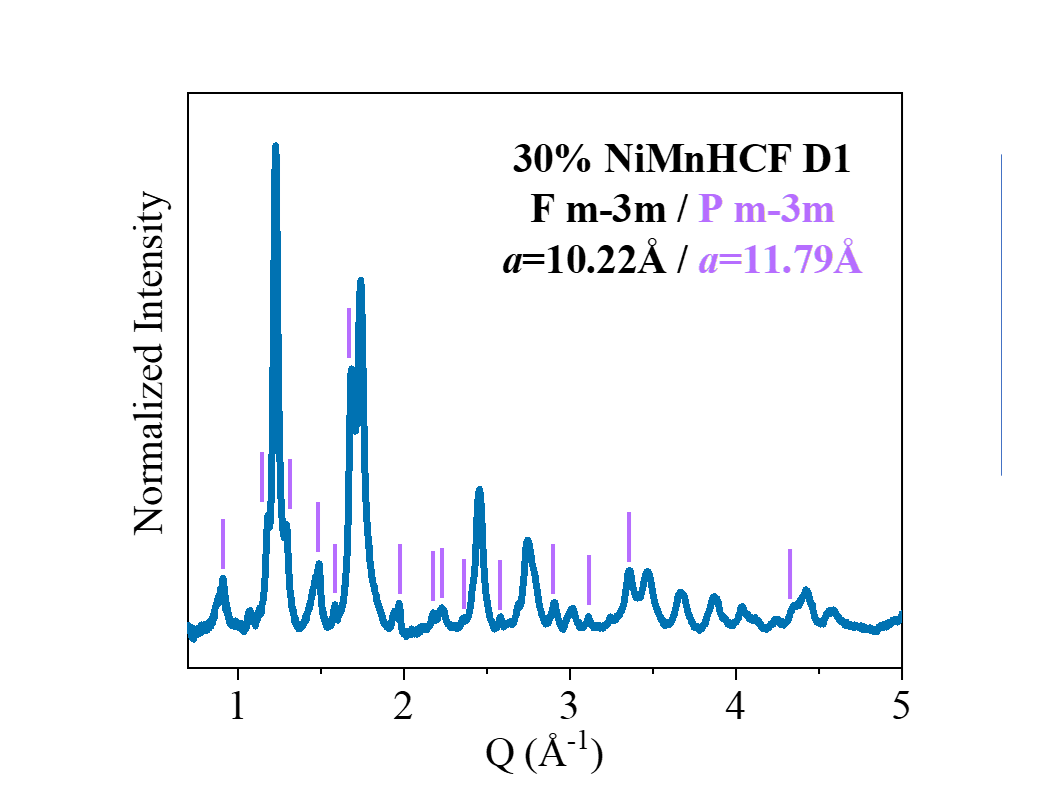 30% NiMnHCF D1
F m-3m / P m-3m
a=10.22Å / a=11.79Å
Normalized Intensity
1 2 3 4 5
Q (Å-1)